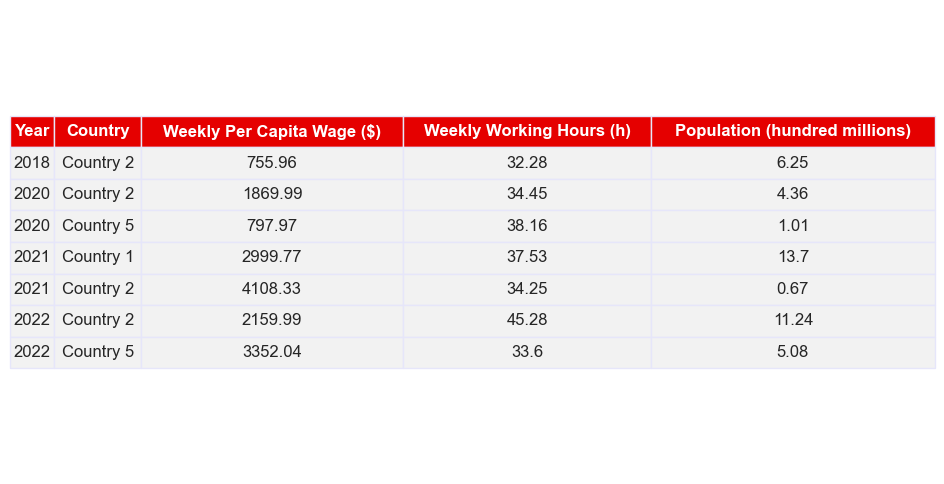 Year Country Weekly Per Capita Wage ($) Weekly Working Hours (h) Population (hundred millions)
2018 Country 2 755.96 32.28 6.25
2020 Country 2 1869.99 34.45 4.36
2020 Country 5 797.97 38.16 1.01
2021 Country 1 2999.77 37.53 13.7
2021 Country 2 4108.33 34.25 0.67
2022 Country 2 2159.99 45.28 11.24
2022 Country 5 3352.04 33.6 5.08